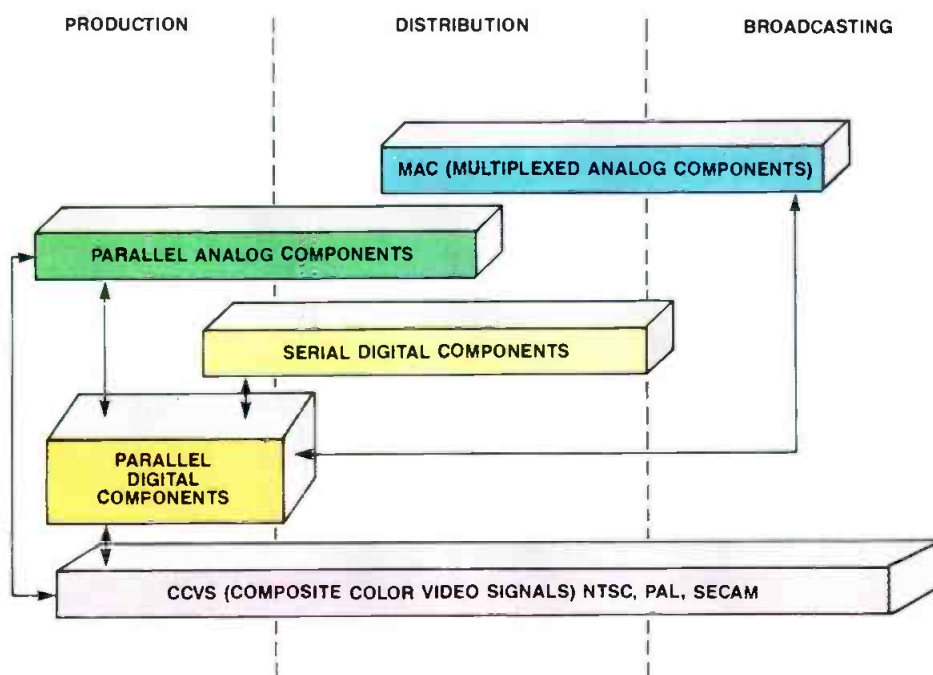 PRODUCTION
DISTRIBUTION
BROADCASTING
MAC (MULTIPLEXED ANALOG COMPONENTS)
PARALLEL ANALOG COMPONENTS
SERIAL DIGITAL COMPONENTS
PARALLEL
DIGITAL
COMPONENTS
CCVS (COMPOSITE COLOR VIDEO SIGNALS) NTSC, PAL, SECAM